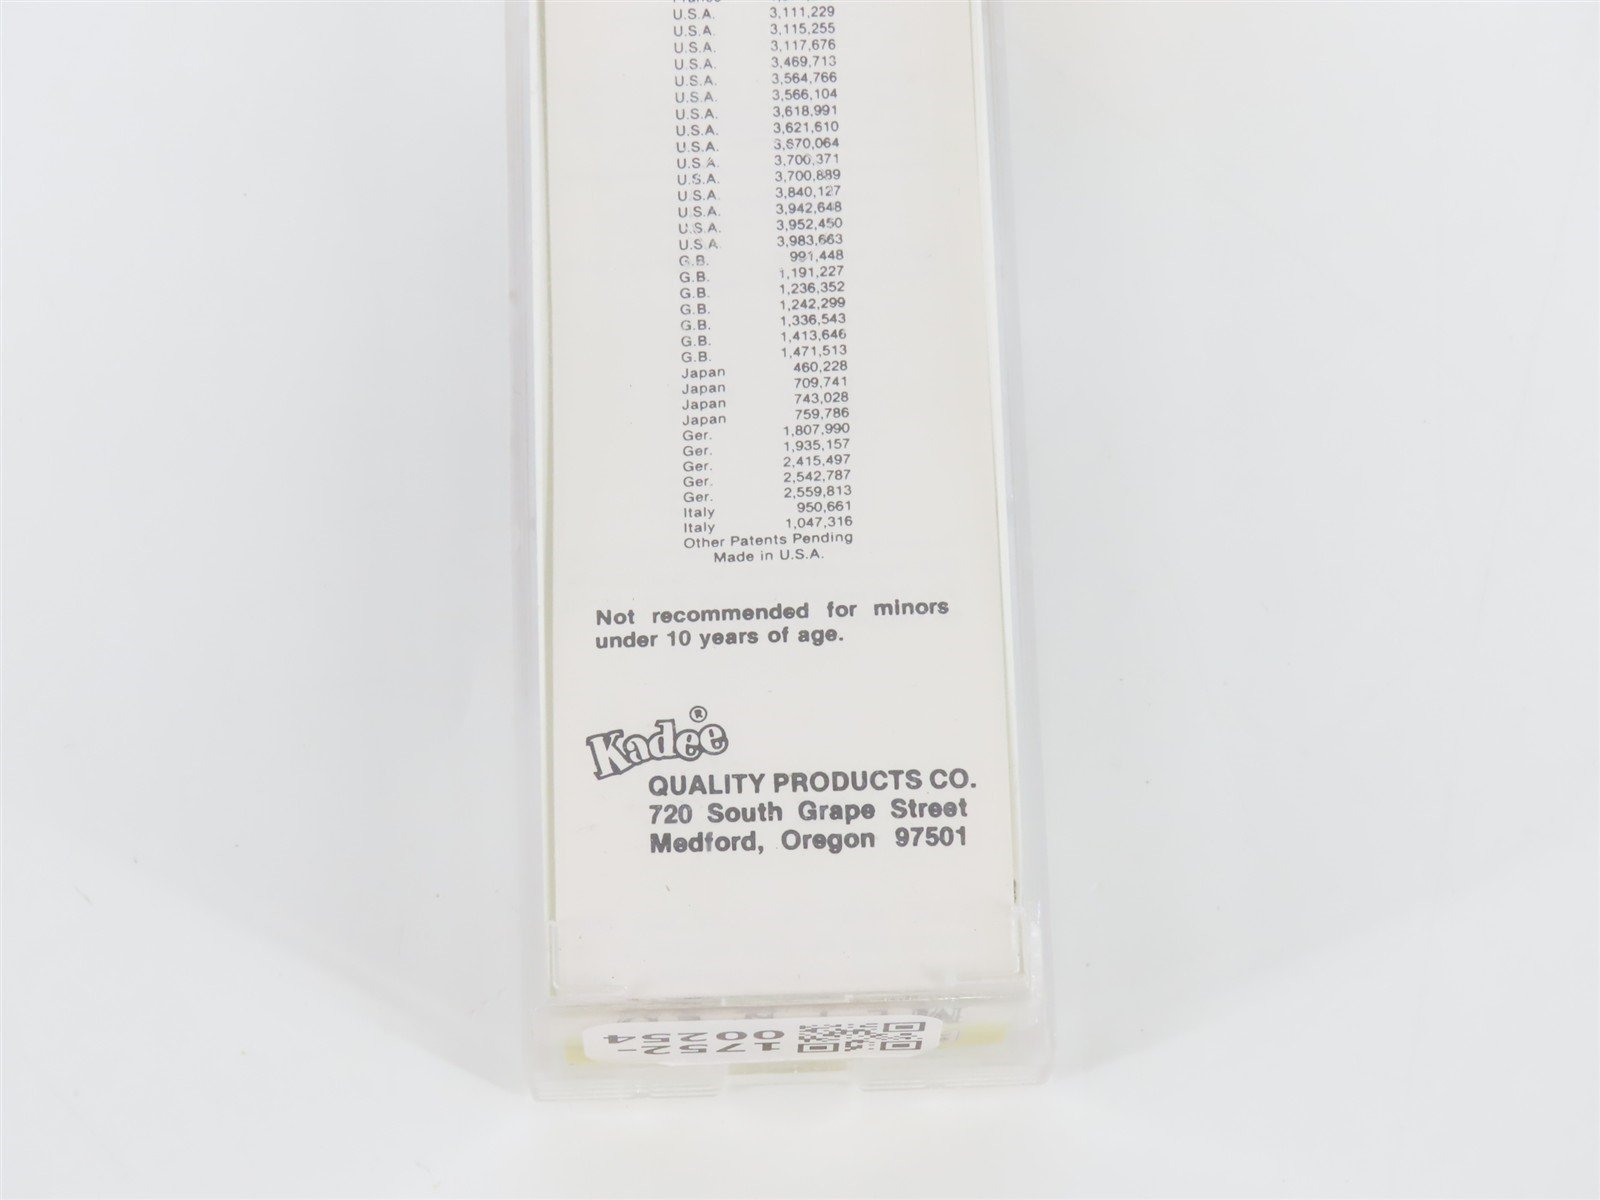 U.S.A. 3,111,229
U.S.A. 3,115,255
U.S.A. 3,117,676
U.S.A. 3,469,713
U.S.A. 3,564,766
U.S.A. 3,566,104
U.S.A. 3,618,991
U.S.A. 3,621,610
U.S.A. 3,670,064
U.S.A. 3,700,371
U.S.A. 3,700,889
U.S.A. 3,840,127
U.S.A. 3,942,648
U.S.A. 3,952,450
U.S.A. 3,983,663
G.B. 991,448
G.B. 1,191,227
G.B. 1,236,352
G.B. 1,242,299
G.B. 1,336,543
G.B. 1,413,646
G.B. 1,471,513
Japan 460,228
Japan 709,741
Japan 743,028
Japan 759,786
Ger. 1,807,990
Ger. 1,935,157
Ger. 2,415,497
Ger. 2,542,787
Ger. 2,559,813
Italy 950,661
Italy 1,047,316
Other Patents Pending
Made in U.S.A.
Not recommended for minors
under 10 years of age.
Kadee®
QUALITY PRODUCTS CO.
720 South Grape Street
Medford, Oregon 97501